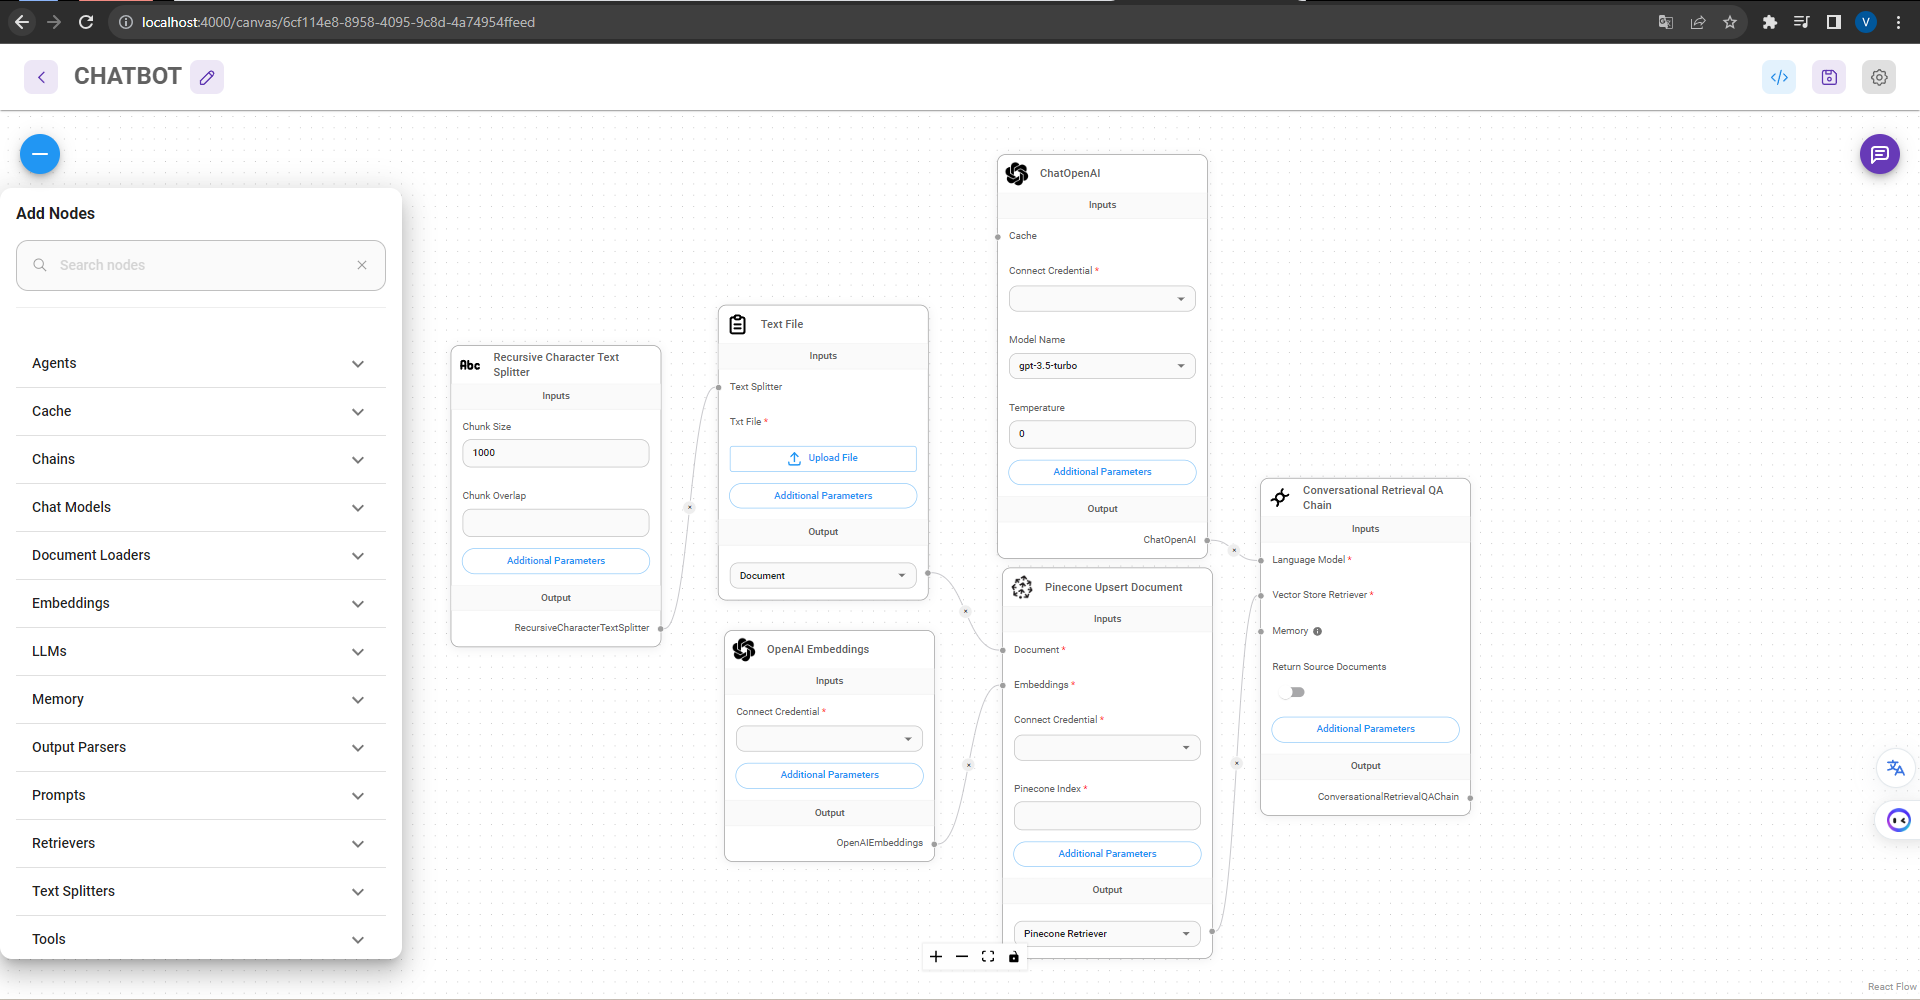 localhost:4000/canvas/6cf114e8-8958-4095-9c8d-4a74954ffeed
V
CHATBOT
Add Nodes
Search nodes
Agents
Cache
Chains
Chat Models
Document Loaders
Embeddings
LLMs
Memory
Output Parsers
Prompts
Retrievers
Text Splitters
Tools
Abc
Recursive Character Text
Splitter
Inputs
Chunk Size
1000
Chunk Overlap
Additional Parameters
Output
RecursiveCharacterTextSplitter
Text File
Inputs
Text Splitter
Txt File *
Upload File
Additional Parameters
Output
Document
OpenAI Embeddings
Inputs
Connect Credential *
Additional Parameters
Output
OpenAIEmbeddings
ChatOpenAI
Inputs
Cache
Connect Credential *
Model Name
gpt-3.5-turbo
Temperature
0
Additional Parameters
Output
ChatOpenAI
Pinecone Upsert Document
Inputs
Document *
Embeddings *
Connect Credential *
Pinecone Index *
Additional Parameters
Output
Pinecone Retriever
Conversational Retrieval QA
Chain
Inputs
Language Model *
Vector Store Retriever *
Memory
Return Source Documents
Additional Parameters
Output
ConversationalRetrievalQAChain
React Flow